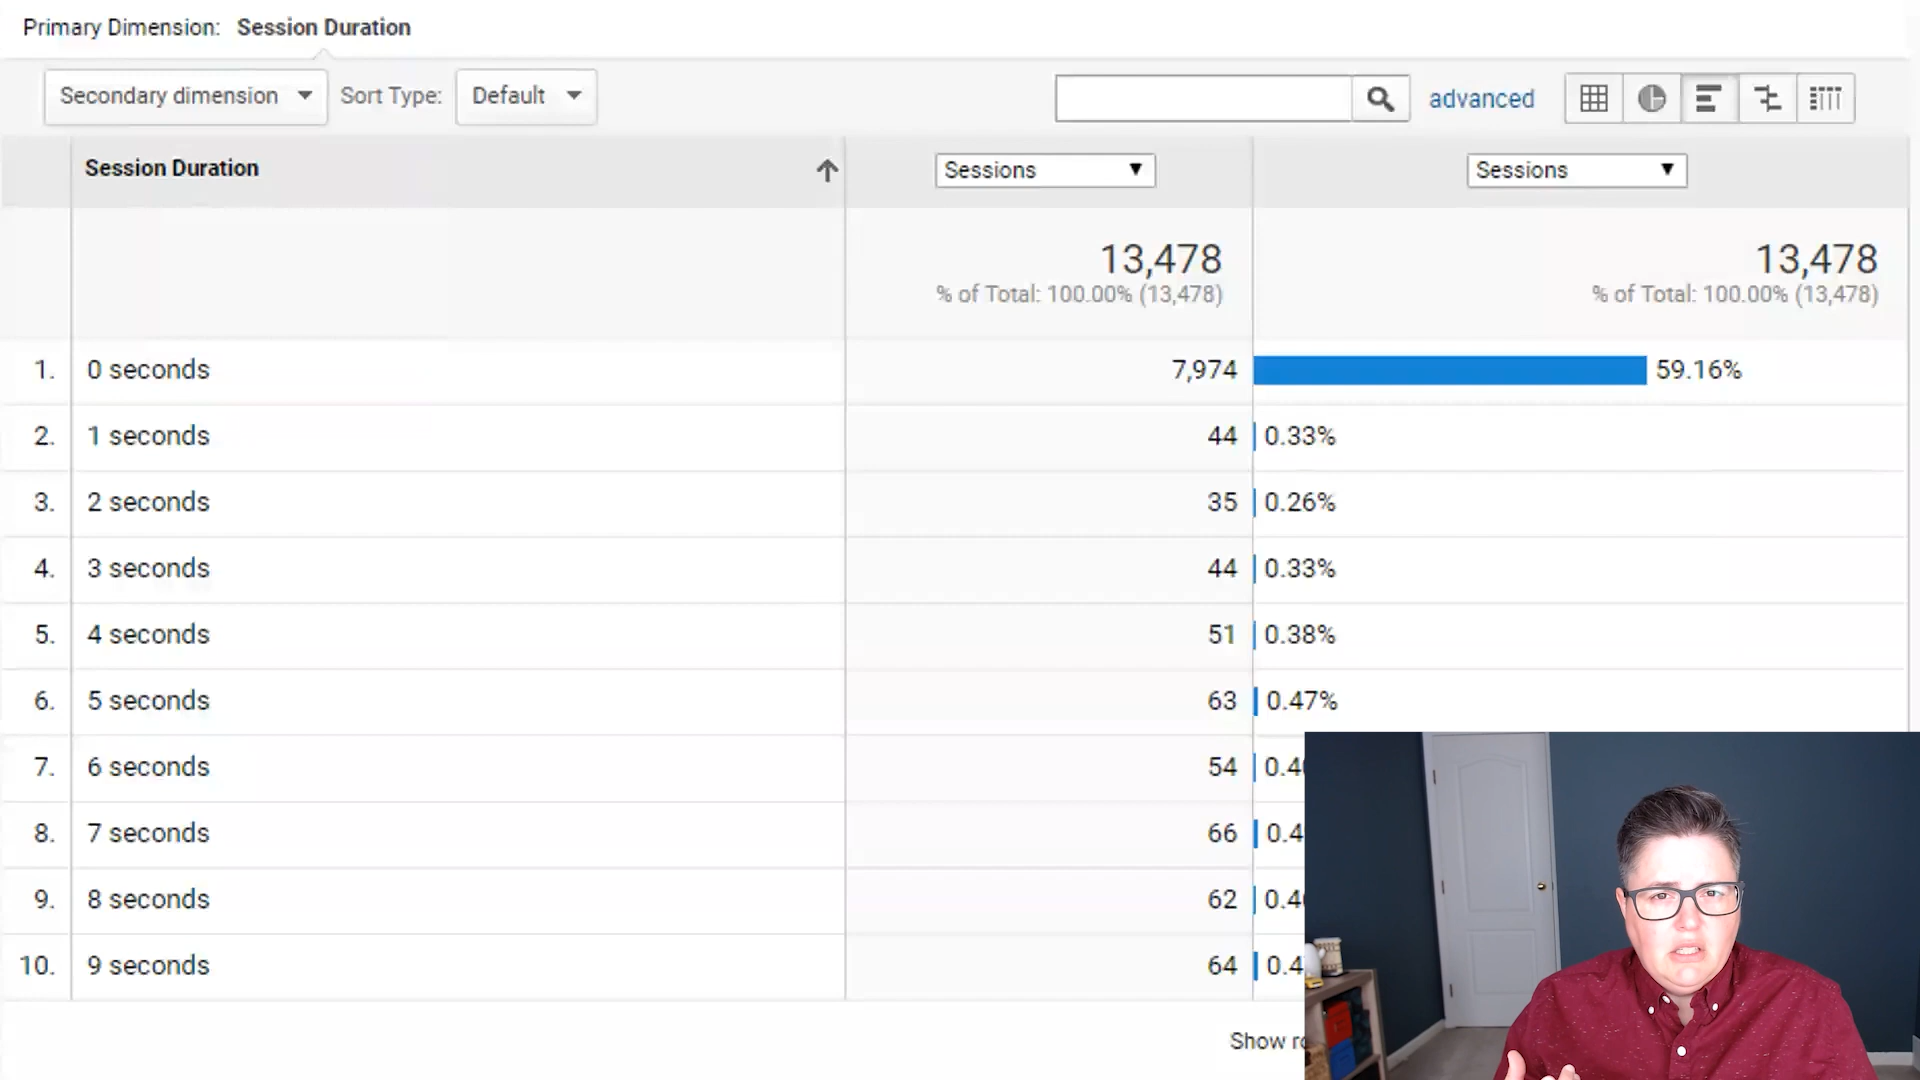 Primary Dimension: Session Duration
Secondary dimension Sort Type: Default advanced
Session Duration Sessions Sessions
13,478 13,478
% of Total: 100.00% (13,478) % of Total: 100.00% (13,478)
1. 0 seconds 7,974 59.16%
2. 1 seconds 44 0.33%
3. 2 seconds 35 0.26%
4. 3 seconds 44 0.33%
5. 4 seconds 51 0.38%
6. 5 seconds 63 0.47%
7. 6 seconds 54
8. 7 seconds 66
9. 8 seconds 62
10. 9 seconds 64
Show